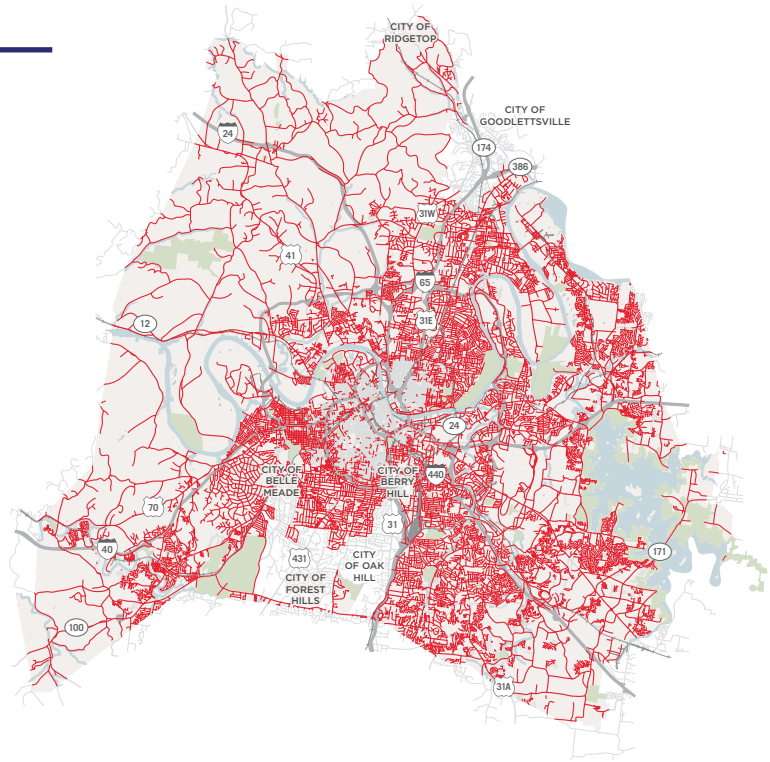 CITY OF
RIDGETOP
CITY OF
GOODLETTSVILLE
24
174
386
31W
41
65
12
31E
24
CITY OF
BELLE
MEADE
CITY OF
BERRY
HILL
440
70
31
40
431
CITY OF
FOREST
HILLS
CITY
OF OAK
HILL
171
100
31A